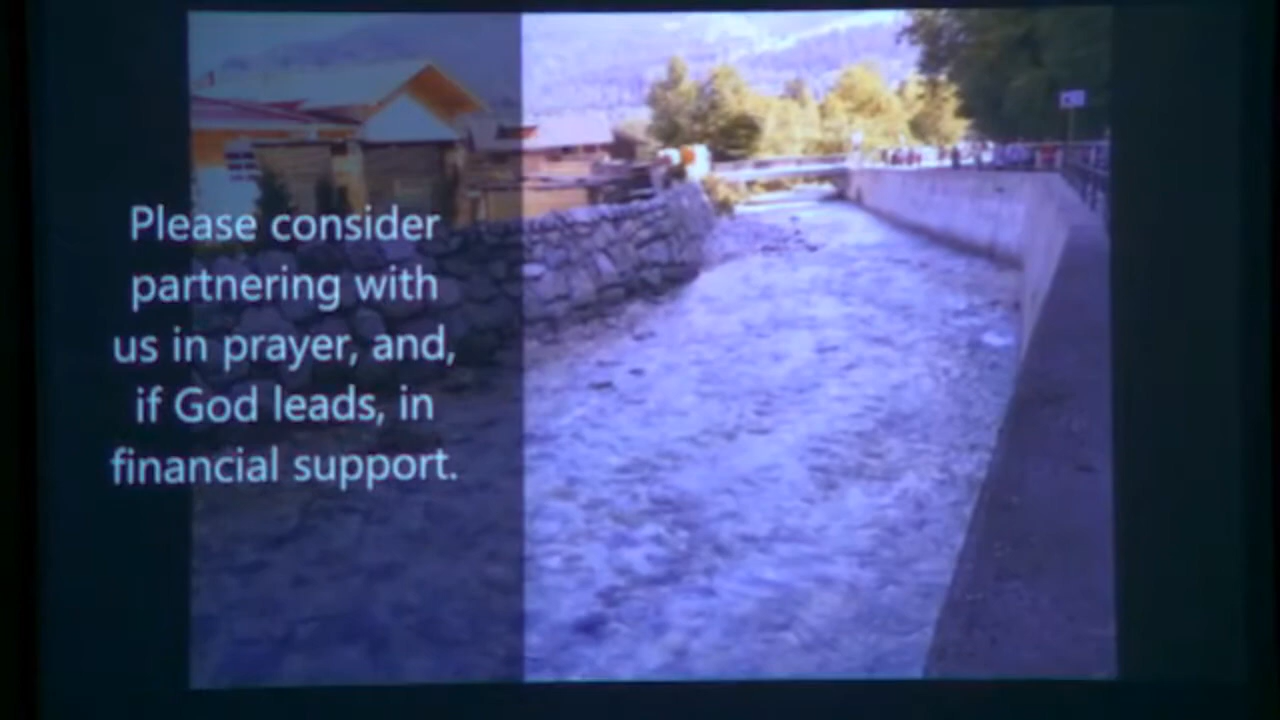 Please consider
partnering with
us in prayer, and,
if God leads, in
financial support.